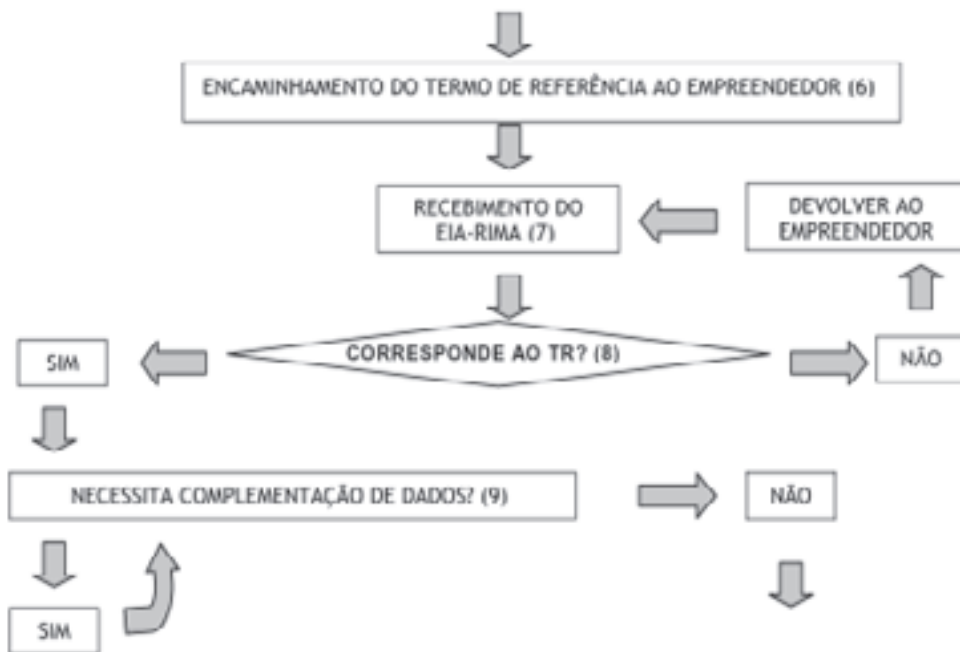 ENCAMINHAMENTO DO TERMO DE REFERÊNCIA AO EMPREENDEDOR (6)
RECEBIMENTO DO
EIA-RIMA (7)
DEVOLVER AO
EMPREENDEDOR
SIM
CORRESPONDE AO TR? (8)
NÃO
NECESSITA COMPLEMENTAÇÃO DE DADOS? (9)
NÃO
SIM